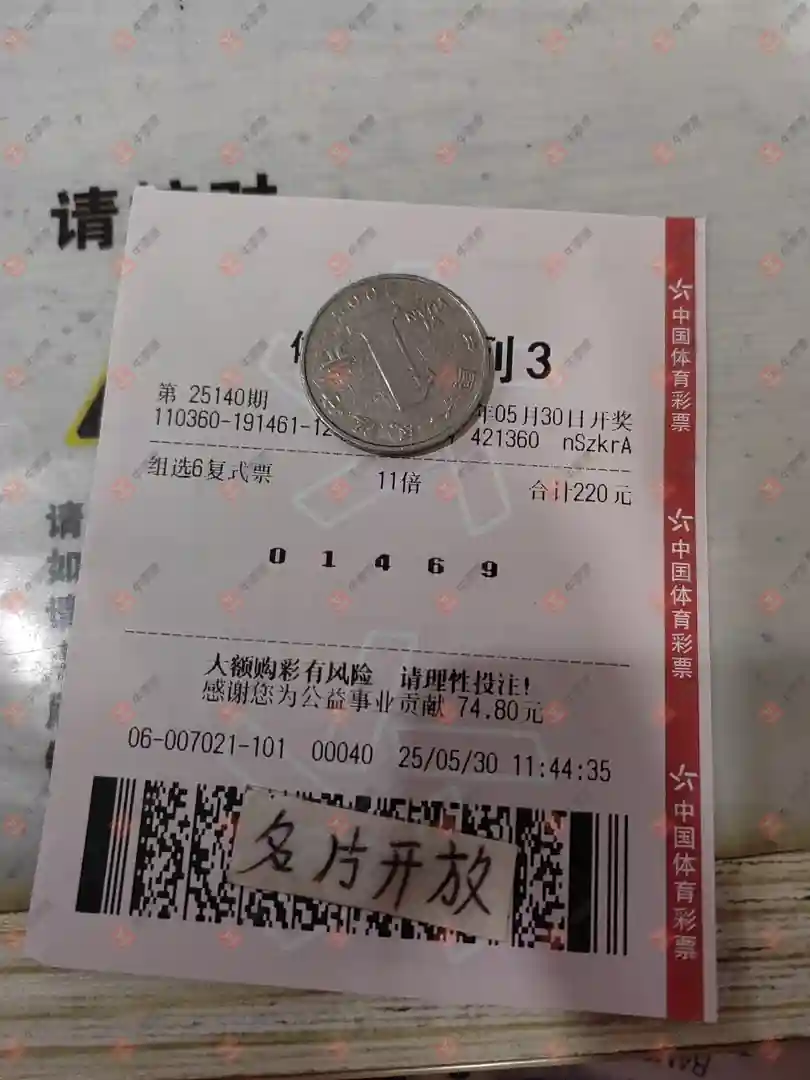 请
列3
第 25140期
年05月30日开奖
110360-191461-12
421360 nSzkrA
组选6复式票 11倍 合计220元
0 1 4 6 9
大额购彩有风险 请理性投注!
感谢您为公益事业贡献 74.80元
06-007021-101 00040 25/05/30 11:44:35
名片开放
中国体育彩票
中国体育彩票
中国体育彩票
请
如
请